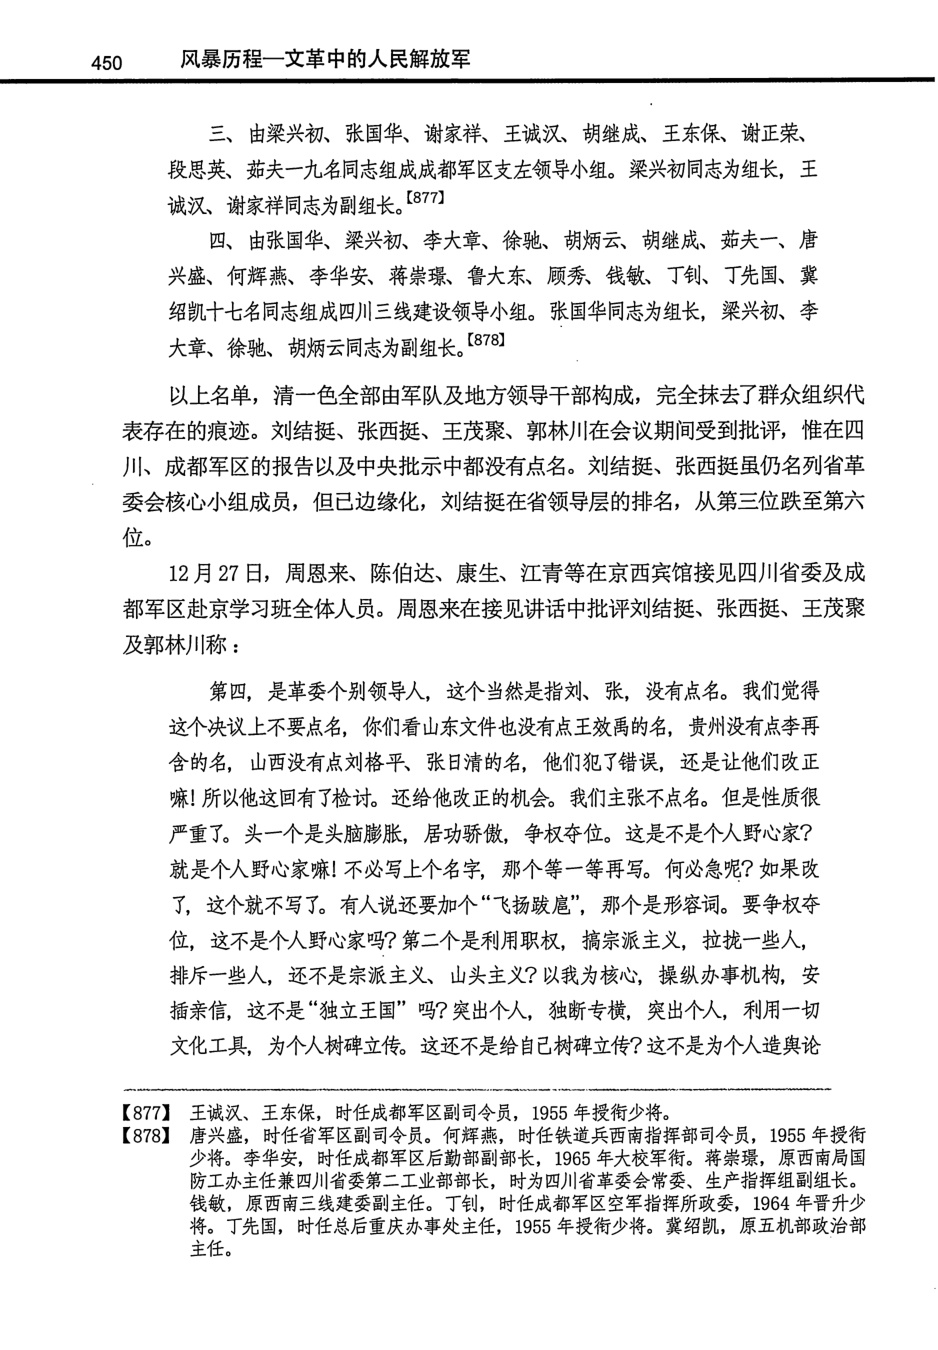 450 风暴历程—文革中的人民解放军
三、由梁兴初、张国华、谢家祥、王诚汉、胡继成、王东保、谢正荣、
段思英、茹夫一九名同志组成成都军区支左领导小组。梁兴初同志为组长，王
诚汉、谢家祥同志为副组长。【877】
四、由张国华、梁兴初、李大章、徐驰、胡炳云、胡继成、茹夫一、唐
兴盛、何辉燕、李华安、蒋崇璟、鲁大东、顾秀、钱敏、丁钊、丁先国、冀
绍凯十七名同志组成四川三线建设领导小组。张国华同志为组长，梁兴初、李
大章、徐驰、胡炳云同志为副组长。【878】
以上名单，清一色全部由军队及地方领导干部构成，完全抹去了群众组织代
表存在的痕迹。刘结挺、张西挺、王茂聚、郭林川在会议期间受到批评，惟在四
川、成都军区的报告以及中央批示中都没有点名。刘结挺、张西挺虽仍名列省革
委会核心小组成员，但已边缘化，刘结挺在省领导层的排名，从第三位跌至第六
位。
12月27日，周恩来、陈伯达、康生、江青等在京西宾馆接见四川省委及成
都军区赴京学习班全体人员。周恩来在接见讲话中批评刘结挺、张西挺、王茂聚
及郭林川称：
第四，是革委个别领导人，这个当然是指刘、张，没有点名。我们觉得
这个决议上不要点名，你们看山东文件也没有点王效禹的名，贵州没有点李再
含的名，山西没有点刘格平、张日清的名，他们犯了错误，还是让他们改正
嘛！所以他这回有了检讨。还给他改正的机会。我们主张不点名。但是性质很
严重了。头一个是头脑膨胀，居功骄傲，争权夺位。这是不是个人野心家？
就是个人野心家嘛！不必写上个名字，那个等一等再写。何必急呢？如果改
了，这个就不写了。有人说还要加个“飞扬跋扈”，那个是形容词。要争权夺
位，这不是个人野心家吗？第二个是利用职权，搞宗派主义，拉拢一些人，
排斥一些人，还不是宗派主义、山头主义？以我为核心，操纵办事机构，安
插亲信，这不是“独立王国”吗？突出个人，独断专横，突出个人，利用一切
文化工具，为个人树碑立传。这还不是给自己树碑立传？这不是为个人造舆论
【877】 王诚汉、王东保，时任成都军区副司令员，1955年授衔少将。
【878】 唐兴盛，时任省军区副司令员。何辉燕，时任铁道兵西南指挥部司令员，1955年授衔
少将。李华安，时任成都军区后勤部副部长，1965年大校军衔。蒋崇璟，原西南局国
防工办主任兼四川省委第二工业部部长，时为四川省革委会常委、生产指挥组副组长。
钱敏，原西南三线建委副主任。丁钊，时任成都军区空军指挥所政委，1964年晋升少
将。丁先国，时任总后重庆办事处主任，1955年授衔少将。冀绍凯，原五机部政治部
主任。